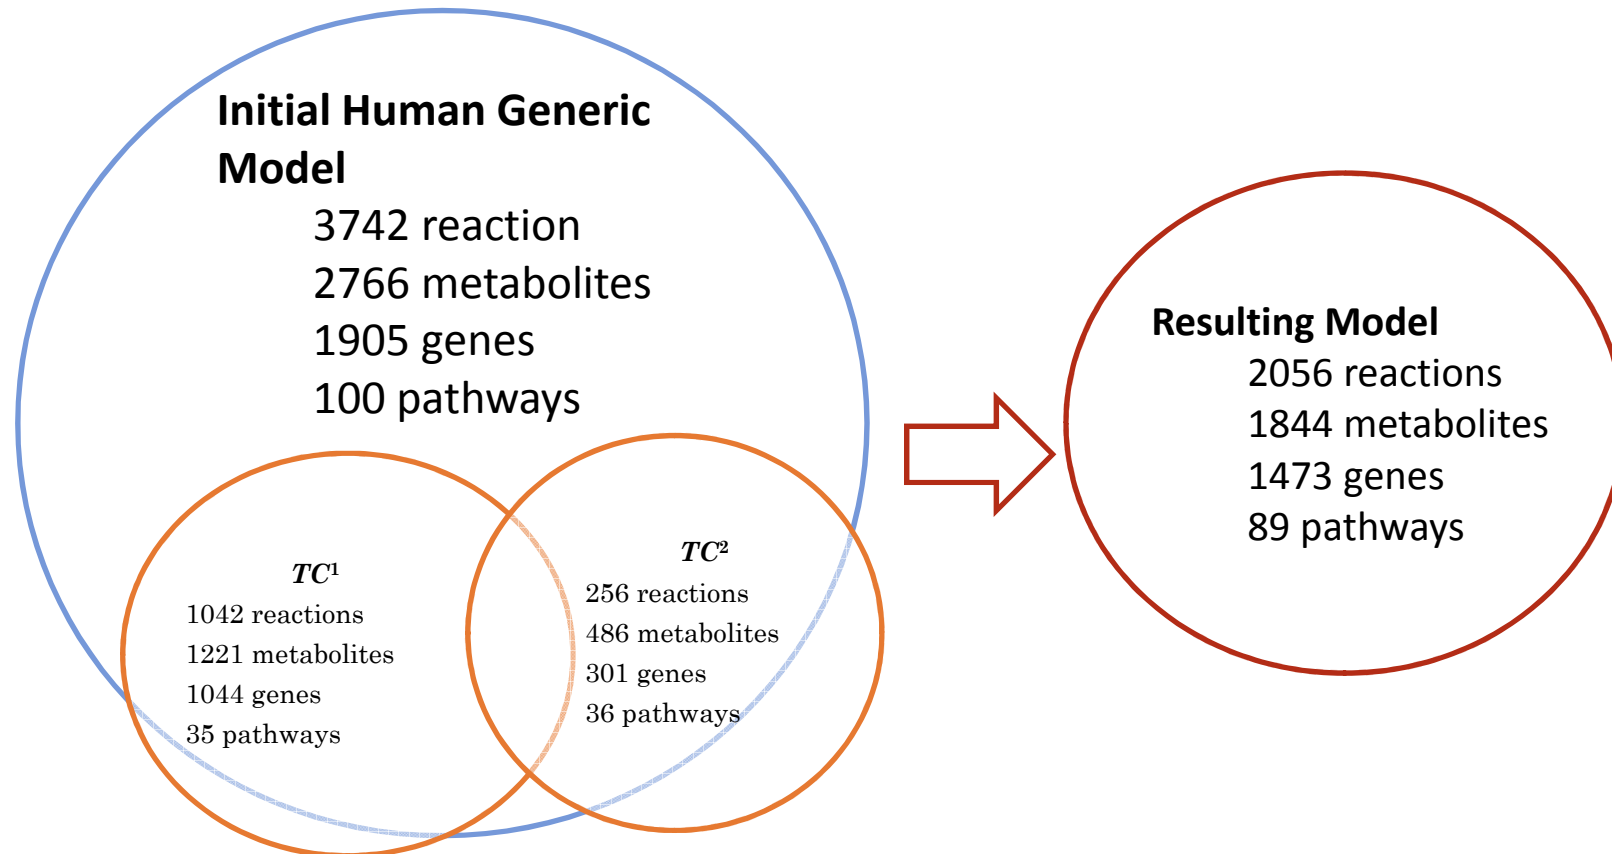 Initial Human Generic
Model
3742 reaction
2766 metabolites
1905 genes
100 pathways
TC¹
1042 reactions
1221 metabolites
1044 genes
35 pathways
TC²
256 reactions
486 metabolites
301 genes
36 pathways
Resulting Model
2056 reactions
1844 metabolites
1473 genes
89 pathways